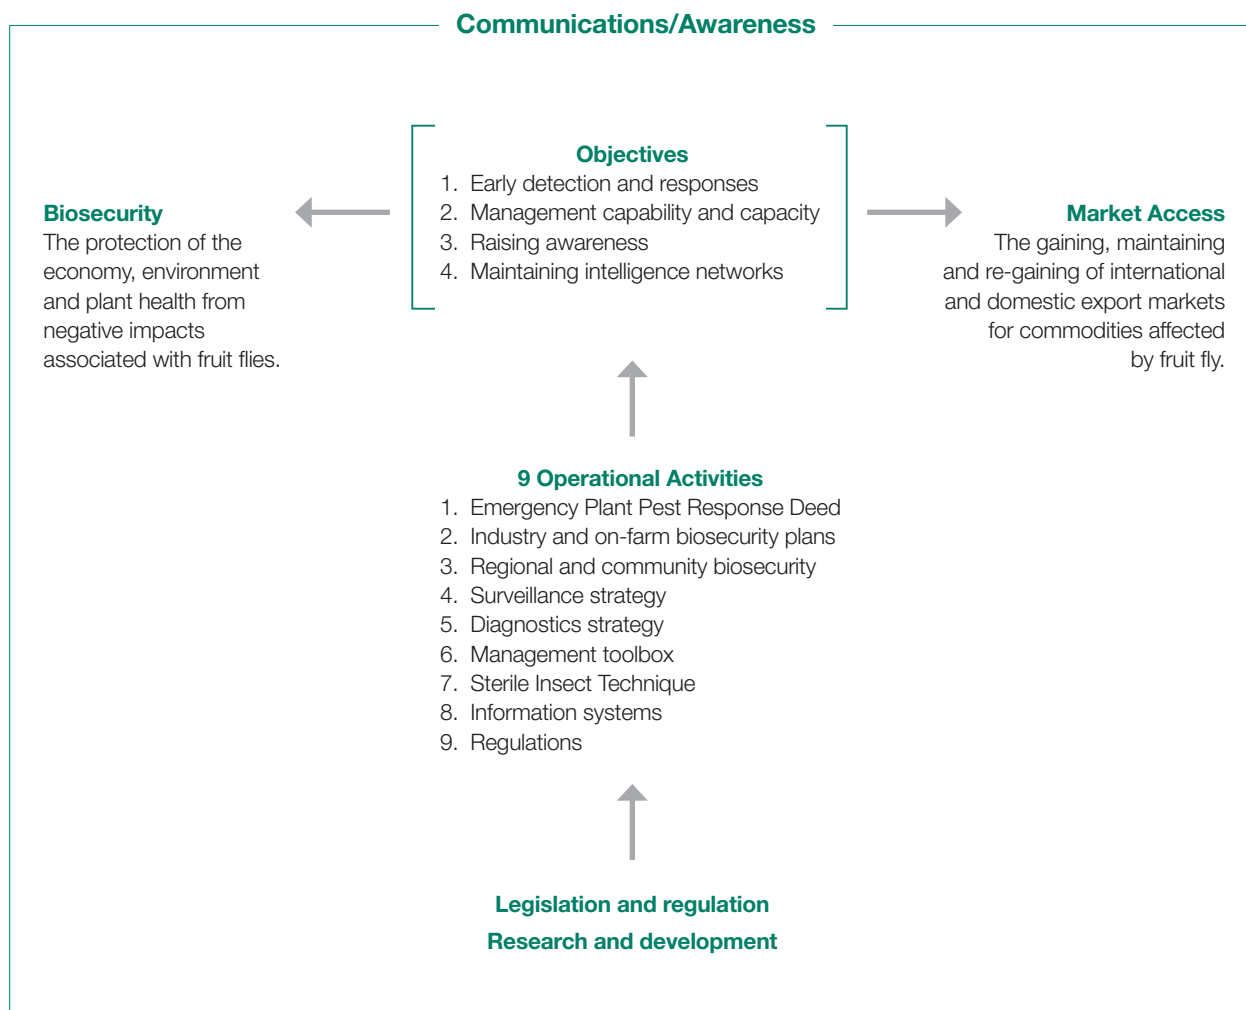 Communications/Awareness
Objectives
1. Early detection and responses
2. Management capability and capacity
3. Raising awareness
4. Maintaining intelligence networks
Biosecurity
The protection of the
economy, environment
and plant health from
negative impacts
associated with fruit flies.
Market Access
The gaining, maintaining
and re-gaining of international
and domestic export markets
for commodities affected
by fruit fly.
9 Operational Activities
1. Emergency Plant Pest Response Deed
2. Industry and on-farm biosecurity plans
3. Regional and community biosecurity
4. Surveillance strategy
5. Diagnostics strategy
6. Management toolbox
7. Sterile Insect Technique
8. Information systems
9. Regulations
Legislation and regulation
Research and development